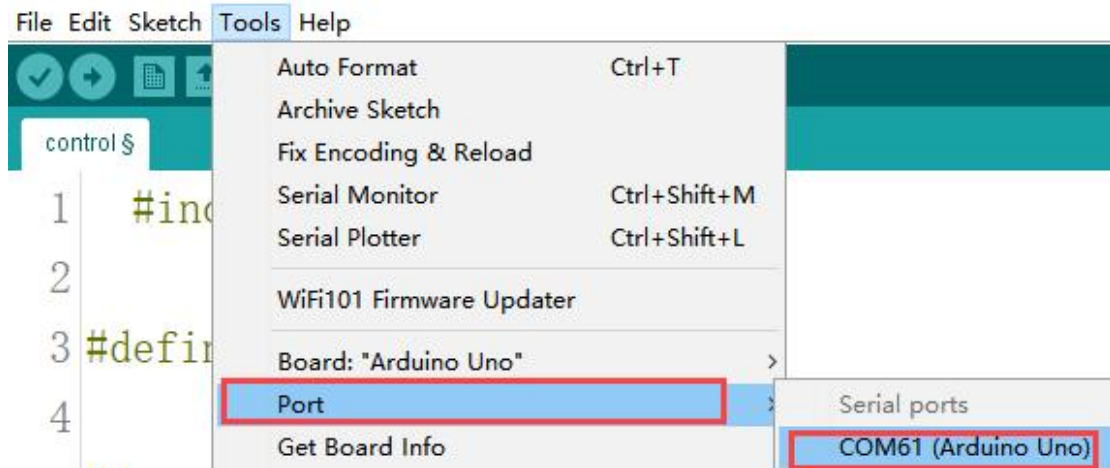 File Edit Sketch Tools Help
Auto Format Ctrl+T
Archive Sketch
control §
Fix Encoding & Reload
1 #inc
Serial Monitor Ctrl+Shift+M
Serial Plotter Ctrl+Shift+L
2
WiFi101 Firmware Updater
3 #defin
Board: "Arduino Uno" >
Port > Serial ports
4
Get Board Info COM61 (Arduino Uno)